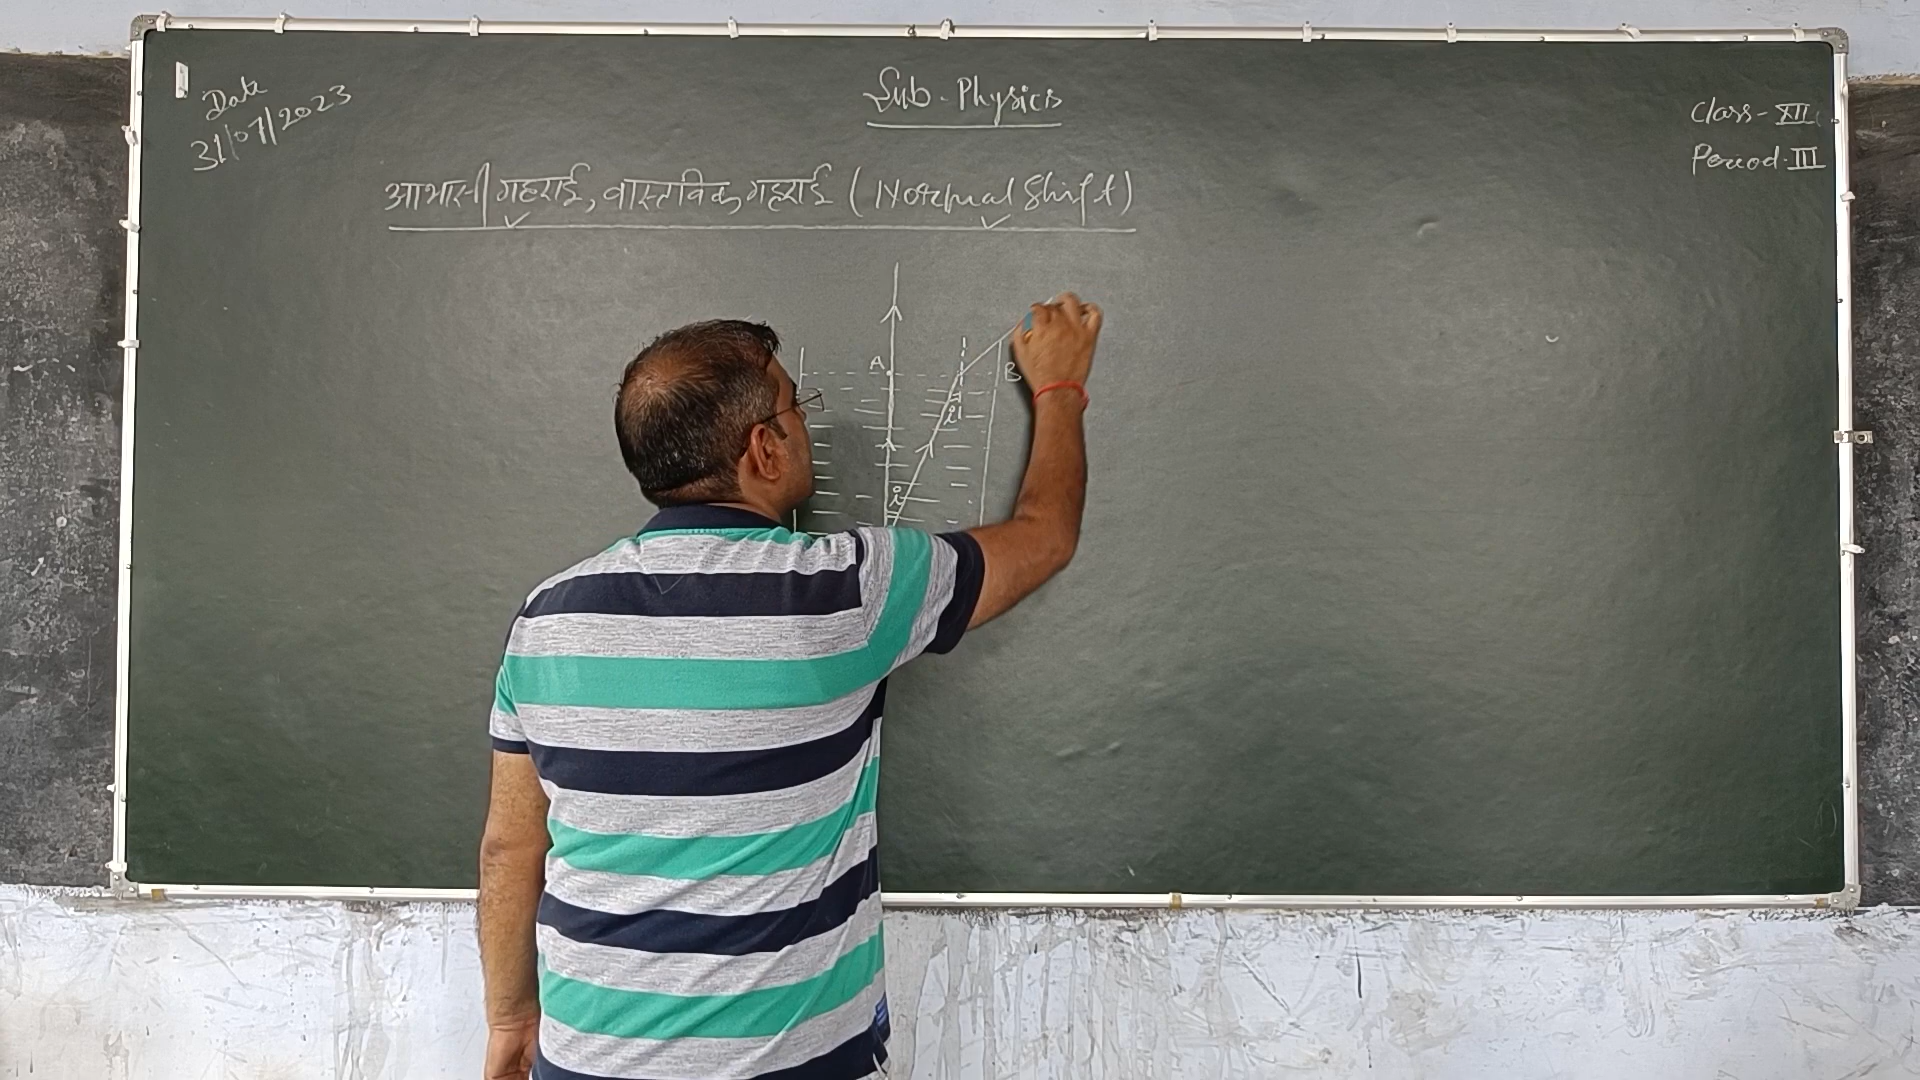 Date
31/07/2023
Sub - Physics
Class - XII
Period - III
आभासी गहराई, वास्तविक गहराई (Normal Shift)
A
B
i
i